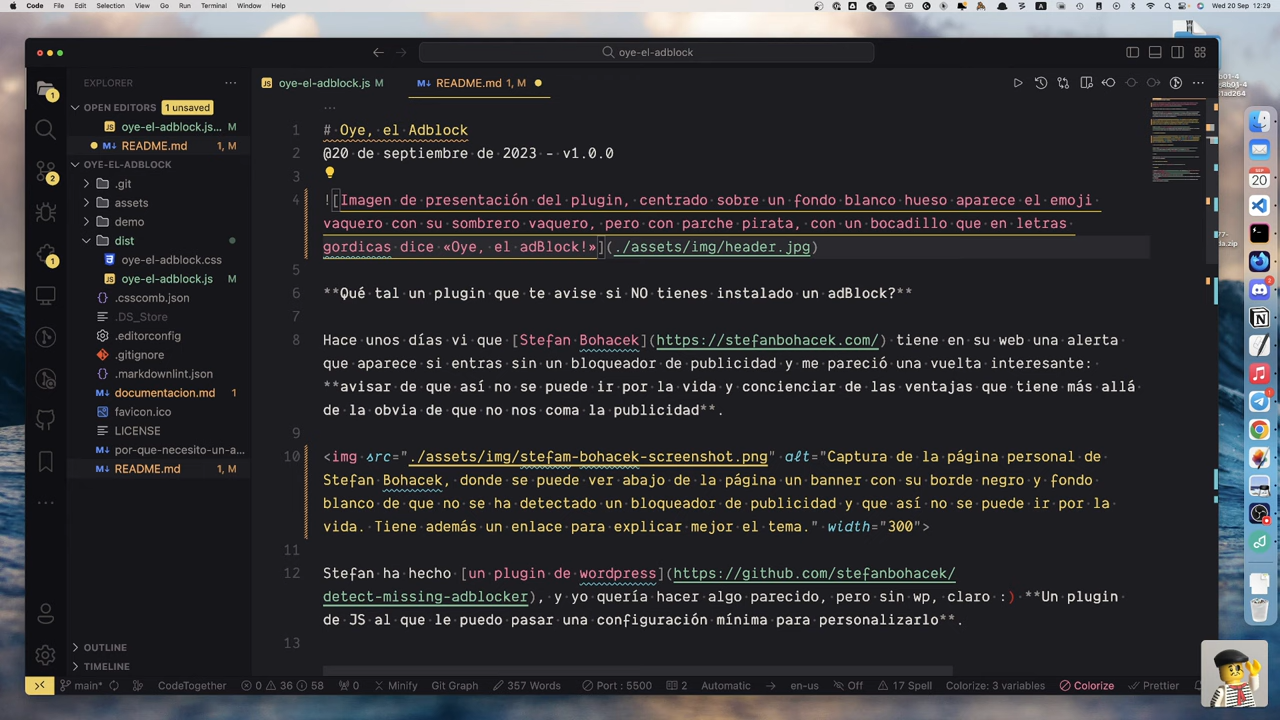 Code File Edit Selection View Go Run Terminal Window Help Wed 20 Sep 12:29
oye-el-adblock
EXPLORER
oye-el-adblock.js M
README.md 1, M
OPEN EDITORS 1 unsaved
oye-el-adblock.js... M
README.md 1, M
OYE-EL-ADBLOCK
.git
assets
demo
dist
oye-el-adblock.css
oye-el-adblock.js M
.csscomb.json
.DS_Store
.editorconfig
.gitignore
.markdownlint.json
documentacion.md 1
favicon.ico
LICENSE
por-que-necesito-un-a...
README.md 1, M
OUTLINE
TIMELINE
1 # Oye, el Adblock
2 @20 de septiembre de 2023 - v1.0.0
3
4 ![Imagen de presentación del plugin, centrado sobre un fondo blanco hueso aparece el emoji
vaquero con su sombrero vaquero, pero con parche pirata, con un bocadillo que en letras
gordicas dice «Oye, el adBlock!»](./assets/img/header.jpg)
5
6 **Qué tal un plugin que te avise si NO tienes instalado un adBlock?**
7
8 Hace unos días vi que [Stefan Bohacek](https://stefanbohacek.com/) tiene en su web una alerta
que aparece si entras sin un bloqueador de publicidad y me pareció una vuelta interesante:
**avisar de que así no se puede ir por la vida y concienciar de las ventajas que tiene más allá
de la obvia de que no nos coma la publicidad**.
9
10 <img src="./assets/img/stefam-bohacek-screenshot.png" alt="Captura de la página personal de
Stefan Bohacek, donde se puede ver abajo de la página un banner con su borde negro y fondo
blanco de que no se ha detectado un bloqueador de publicidad y que así no se puede ir por la
vida. Tiene además un enlace para explicar mejor el tema." width="300">
11
12 Stefan ha hecho [un plugin de wordpress](https://github.com/stefanbohacek/
detect-missing-adblocker), y yo quería hacer algo parecido, pero sin wp, claro :) **Un plugin
de JS al que le puedo pasar una configuración mínima para personalizarlo**.
13
main* CodeTogether 0 36 58 0 Minify Git Graph 357 Words Port : 5500 2 Automatic en-us Off 17 Spell Colorize: 3 variables Colorize Prettier